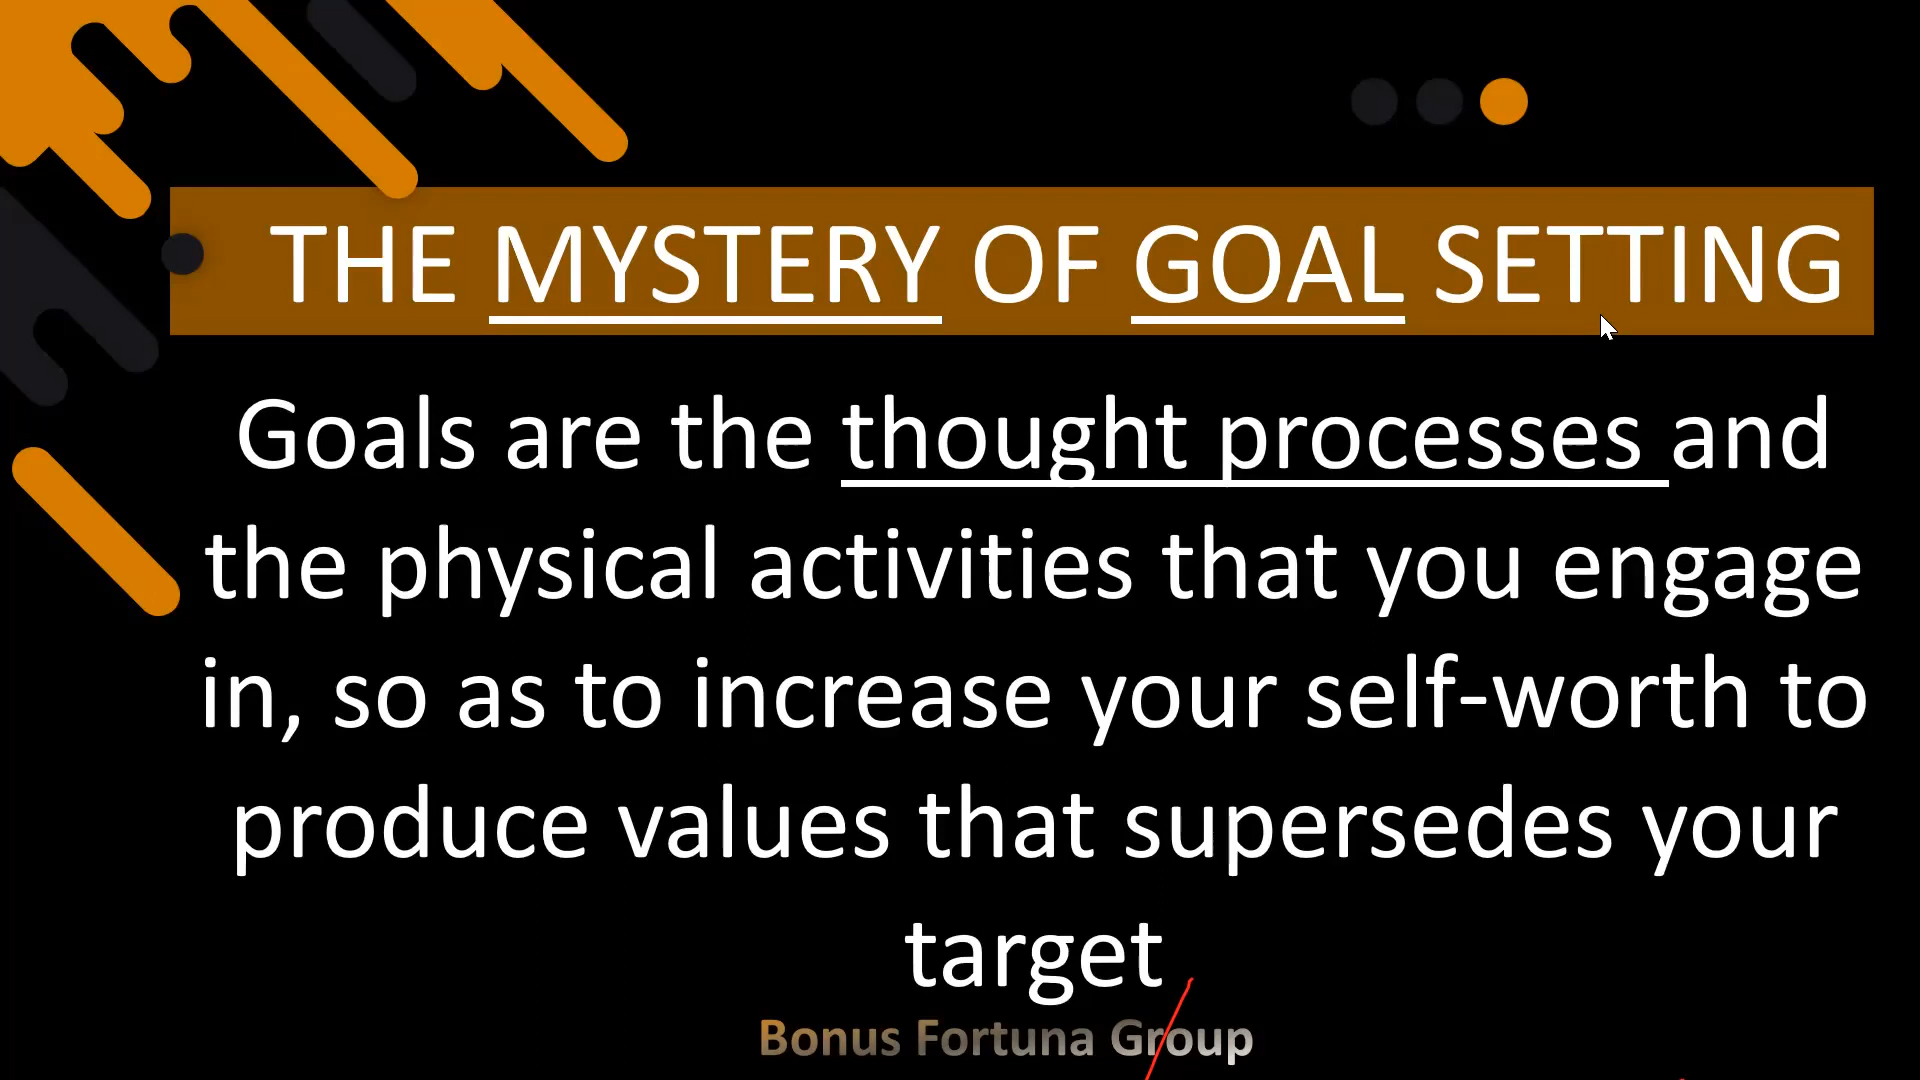 THE MYSTERY OF GOAL SETTING
Goals are the thought processes and
the physical activities that you engage
in, so as to increase your self-worth to
produce values that supersedes your
target
Bonus Fortuna Group